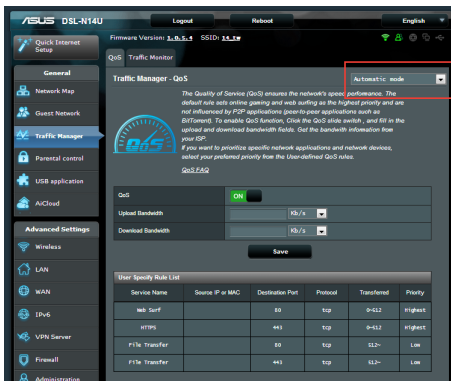 ASUS DSL-N14U Logout Reboot English
Quick Internet Setup
Firmware Version: 1.0.5.4 SSID: 14_tw
QoS Traffic Monitor
General
Network Map
Guest Network
Traffic Manager
Parental control
USB application
AiCloud
Advanced Settings
Wireless
LAN
WAN
IPv6
VPN Server
Firewall
Administration
Automatic mode
Traffic Manager - QoS
The Quality of Service (QoS) ensures the network's speed performance. The
default rule sets online gaming and web surfing as the highest priority and are
not influenced by P2P applications (peer-to-peer applications such as
BitTorrent). To enable QoS function, Click the QoS slide switch , and fill in the
upload and download bandwidth fields. Get the bandwidth information from
your ISP.
If you want to prioritize specific network applications and network devices,
select your preferred priority from the User-defined QoS rules.
QoS FAQ
QoS
QoS ON
Upload Bandwidth Kb/s
Download Bandwidth Kb/s
Save
User Specify Rule List
Service Name Source IP or MAC Destination Port Protocol Transferred Priority
Web Surf 80 tcp 0~512 Highest
HTTPS 443 tcp 0~512 Highest
File Transfer 80 tcp 512~ Low
File Transfer 443 tcp 512~ Low